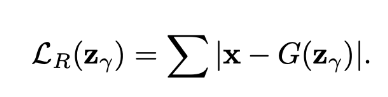 ℒ_R(𝐳_γ) = ∑ |𝐱 − G(𝐳_γ)|.